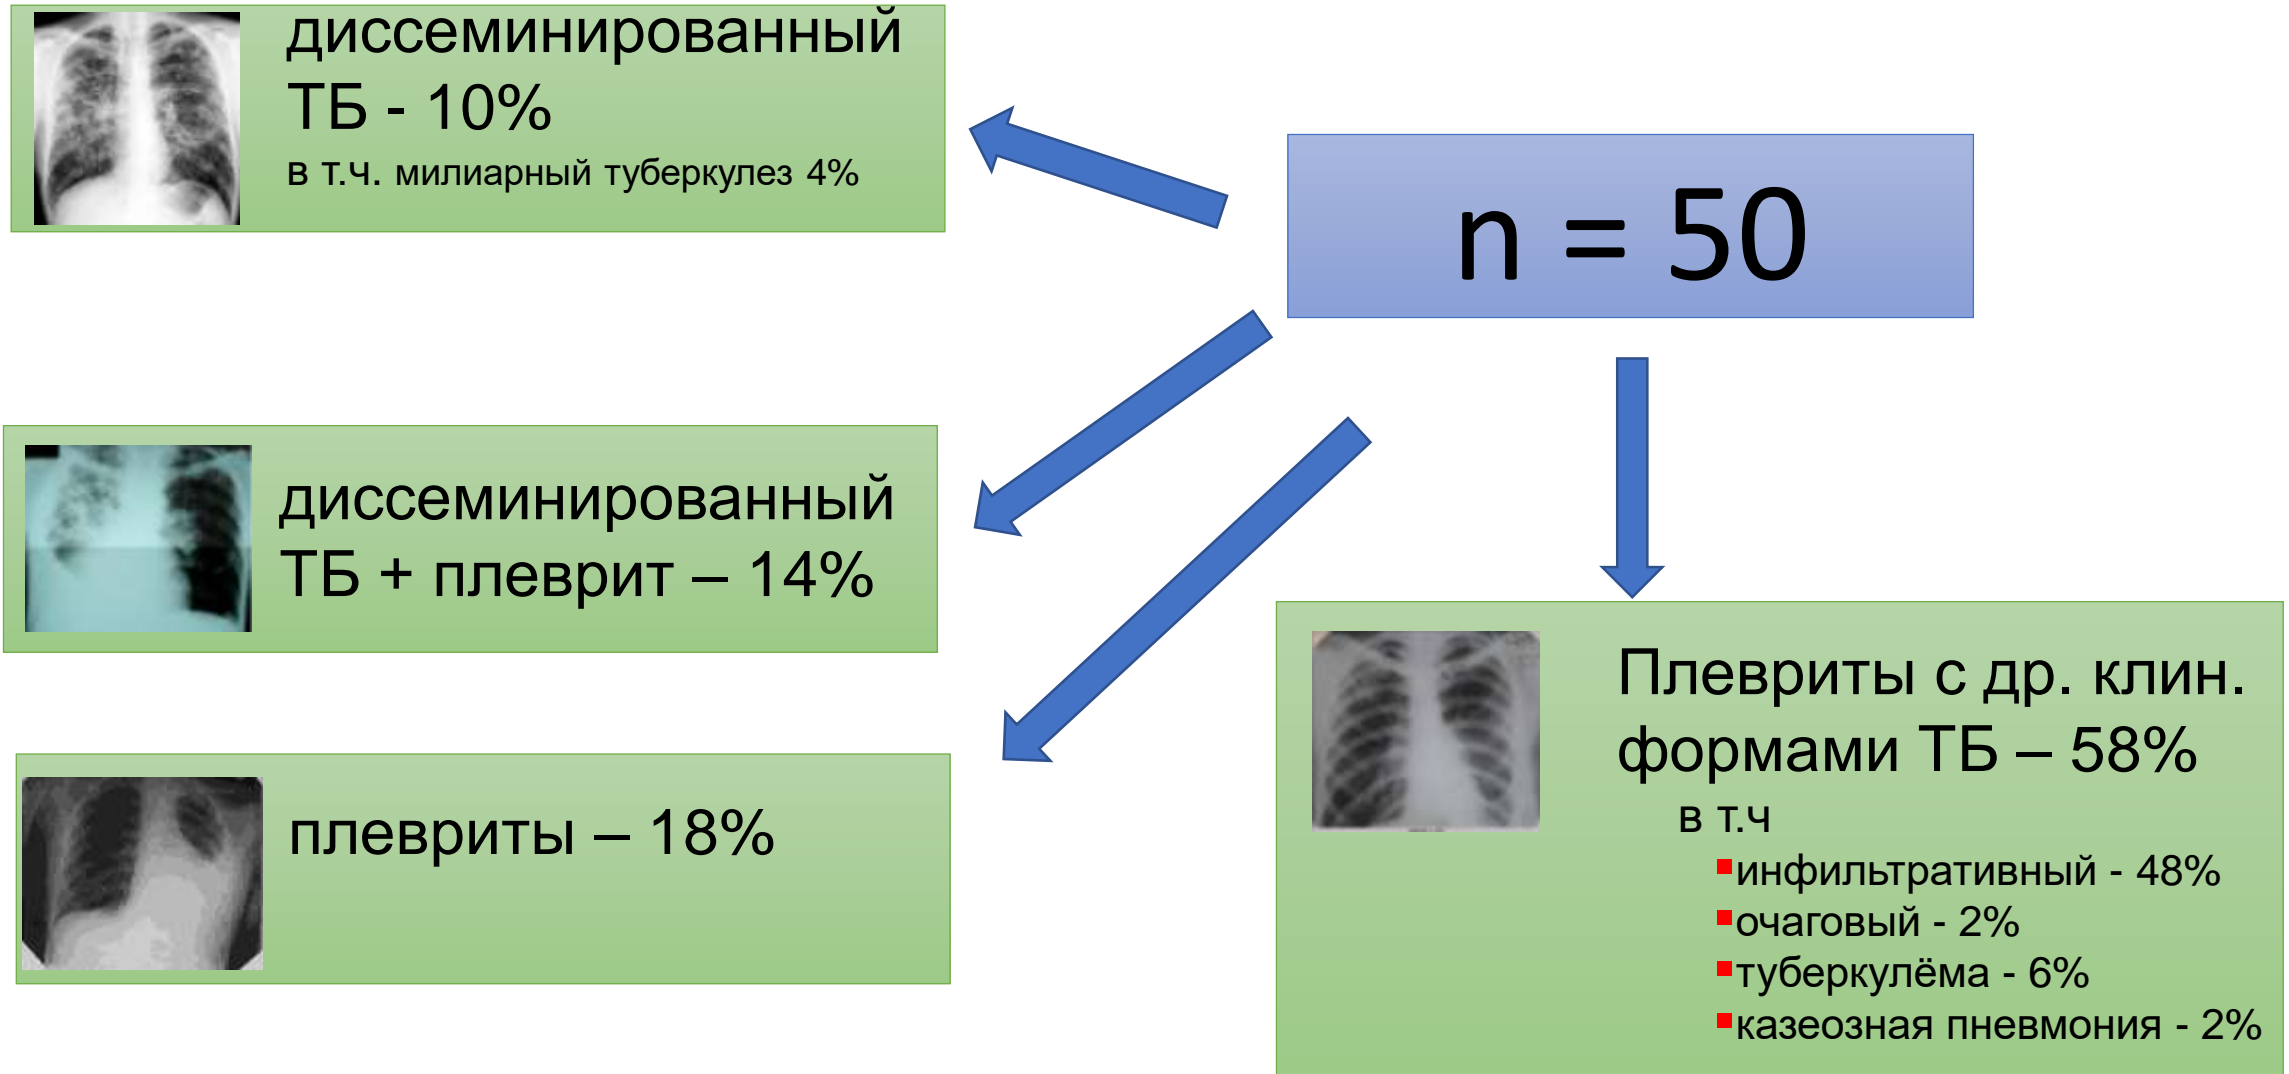 диссеминированный
ТБ - 10%
в т.ч. милиарный туберкулез 4%
n = 50
диссеминированный
ТБ + плеврит – 14%
плевриты – 18%
Плевриты с др. клин.
формами ТБ – 58%
в т.ч
инфильтративный - 48%
очаговый - 2%
туберкулёма - 6%
казеозная пневмония - 2%